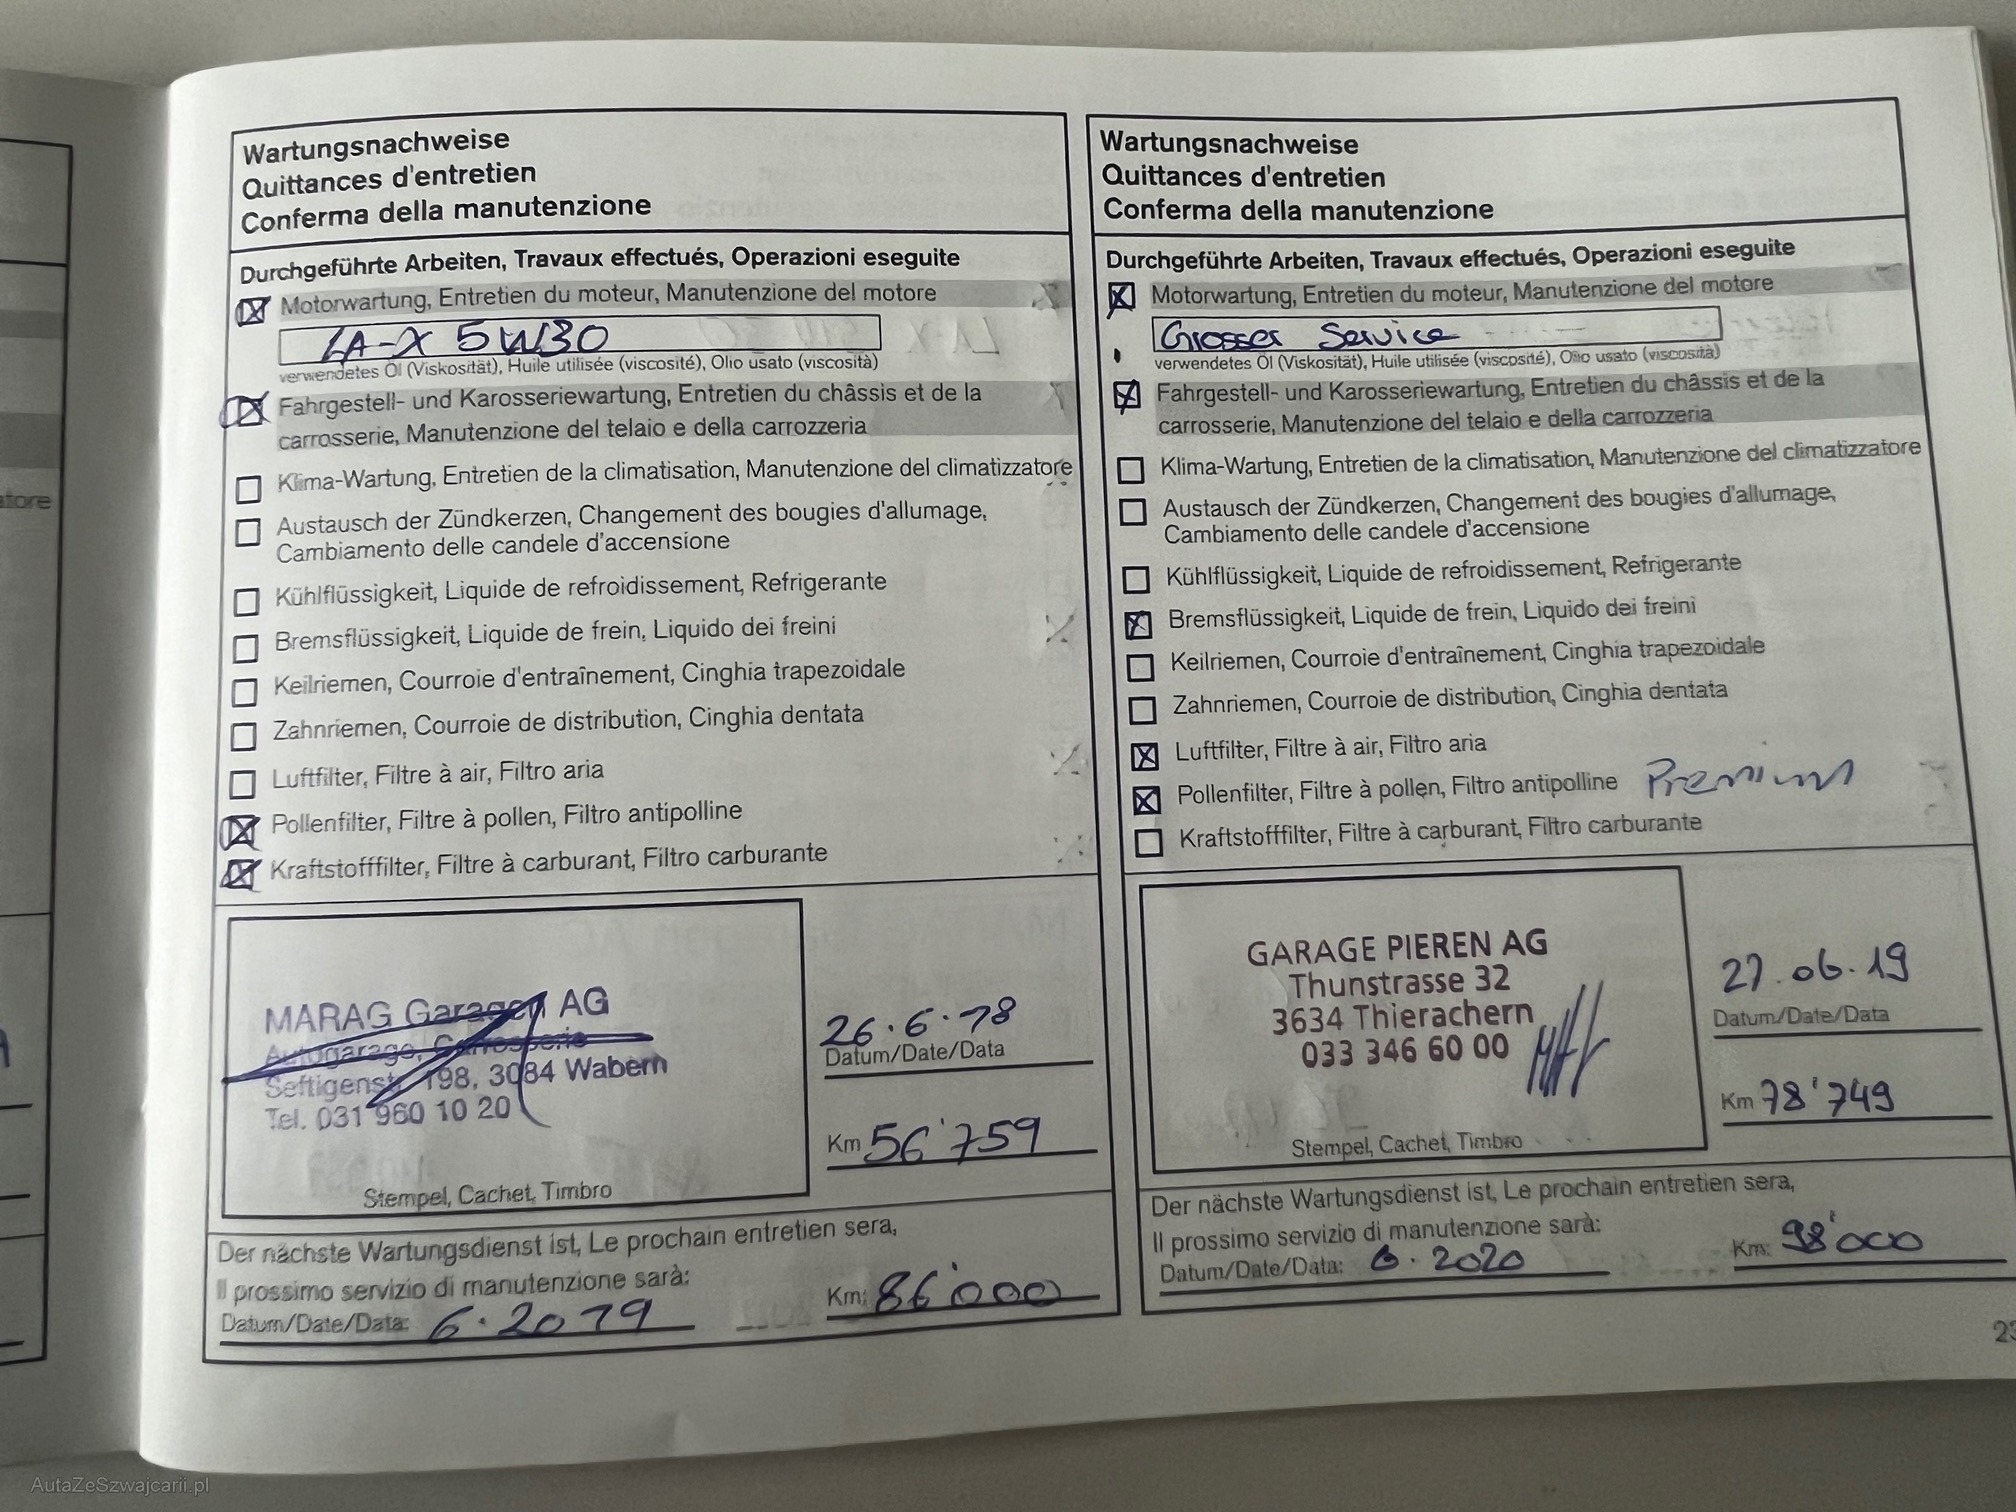 Wartungsnachweise
Quittances d'entretien
Conferma della manutenzione
Durchgeführte Arbeiten, Travaux effectués, Operazioni eseguite
Motorwartung, Entretien du moteur, Manutenzione del motore
LA-X 5W30
verwendetes Öl (Viskosität), Huile utilisée (viscosité), Olio usato (viscosità)
Fahrgestell- und Karosseriewartung, Entretien du châssis et de la
carrosserie, Manutenzione del telaio e della carrozzeria
Klima-Wartung, Entretien de la climatisation, Manutenzione del climatizzatore
Austausch der Zündkerzen, Changement des bougies d'allumage,
Cambiamento delle candele d'accensione
Kühlflüssigkeit, Liquide de refroidissement, Refrigerante
Bremsflüssigkeit, Liquide de frein, Liquido dei freini
Keilriemen, Courroie d'entraînement, Cinghia trapezoidale
Zahnriemen, Courroie de distribution, Cinghia dentata
Luftfilter, Filtre à air, Filtro aria
Pollenfilter, Filtre à pollen, Filtro antipolline
Kraftstofffilter, Filtre à carburant, Filtro carburante
MARAG Garagen AG
Autogarage, Carrosserie
Seftigenstr. 198, 3084 Wabern
Tel. 031 960 10 20
Stempel, Cachet, Timbro
26.6.18
Datum/Date/Data
Km 56'759
Der nächste Wartungsdienst ist, Le prochain entretien sera,
Il prossimo servizio di manutenzione sarà:
Datum/Date/Data: 6.2019
Km: 86'000
Wartungsnachweise
Quittances d'entretien
Conferma della manutenzione
Durchgeführte Arbeiten, Travaux effectués, Operazioni eseguite
Motorwartung, Entretien du moteur, Manutenzione del motore
Grosser Service
verwendetes Öl (Viskosität), Huile utilisée (viscosité), Olio usato (viscosità)
Fahrgestell- und Karosseriewartung, Entretien du châssis et de la
carrosserie, Manutenzione del telaio e della carrozzeria
Klima-Wartung, Entretien de la climatisation, Manutenzione del climatizzatore
Austausch der Zündkerzen, Changement des bougies d'allumage,
Cambiamento delle candele d'accensione
Kühlflüssigkeit, Liquide de refroidissement, Refrigerante
Bremsflüssigkeit, Liquide de frein, Liquido dei freini
Keilriemen, Courroie d'entraînement, Cinghia trapezoidale
Zahnriemen, Courroie de distribution, Cinghia dentata
Luftfilter, Filtre à air, Filtro aria
Pollenfilter, Filtre à pollen, Filtro antipolline Premium
Kraftstofffilter, Filtre à carburant, Filtro carburante
GARAGE PIEREN AG
Thunstrasse 32
3634 Thierachern
033 346 60 00
Stempel, Cachet, Timbro
27.06.19
Datum/Date/Data
Km 78'749
Der nächste Wartungsdienst ist, Le prochain entretien sera,
Il prossimo servizio di manutenzione sarà:
Datum/Date/Data: 6.2020
Km: 98'000
AutaZeSzwajcarii.pl